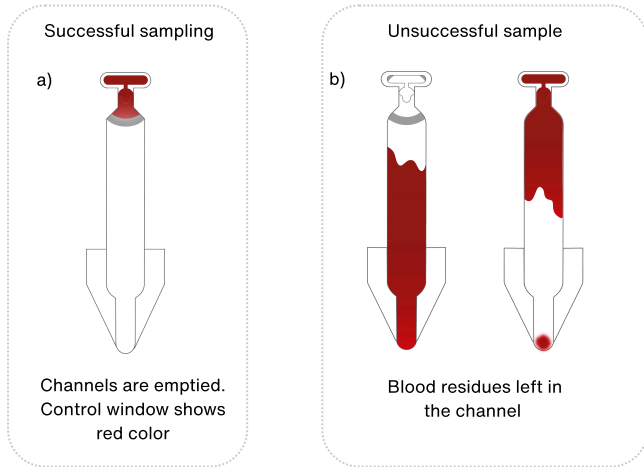 Successful sampling
a)
Channels are emptied.
Control window shows
red color
Unsuccessful sample
b)
Blood residues left in
the channel